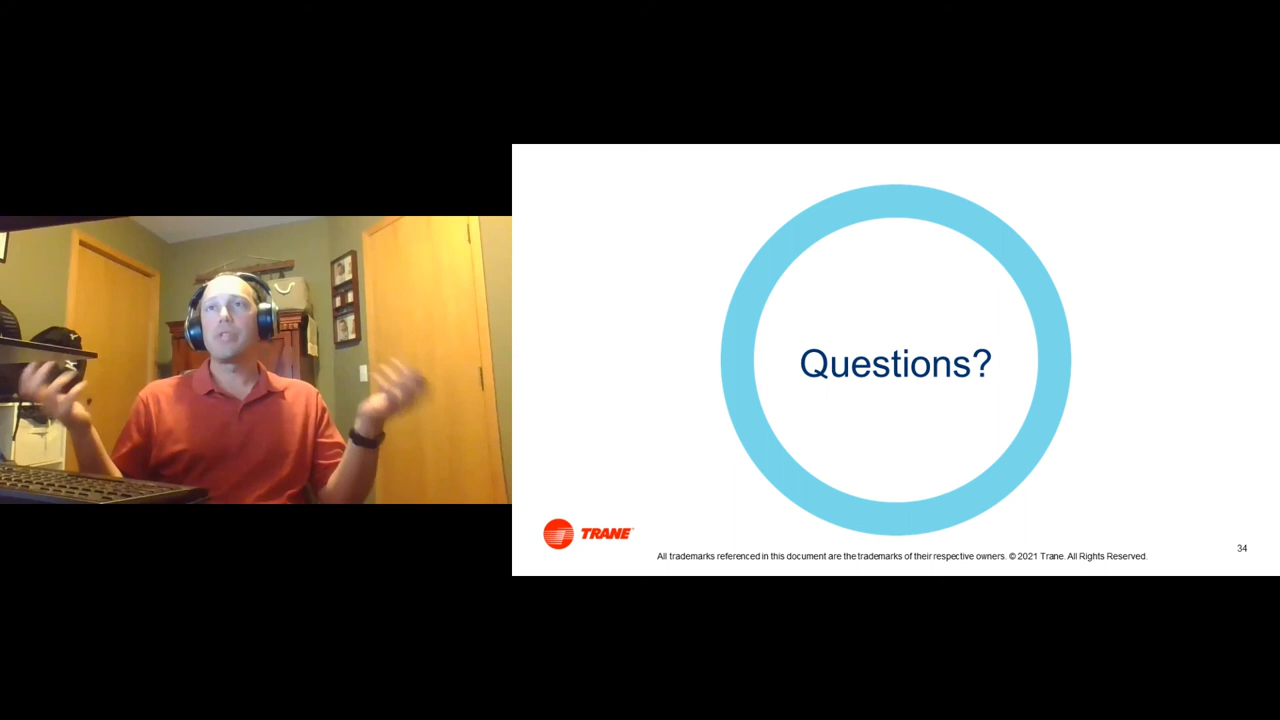 Questions?
TRANE
All trademarks referenced in this document are the trademarks of their respective owners. © 2021 Trane. All Rights Reserved.
34